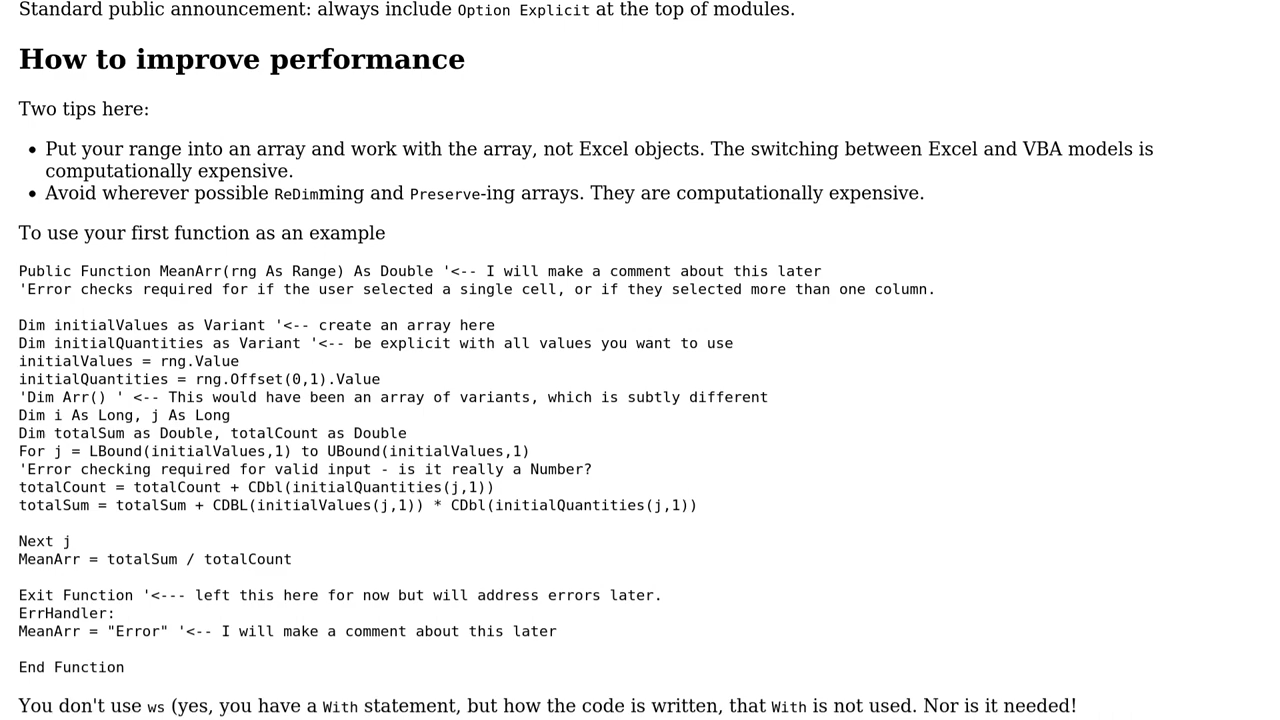 Standard public announcement: always include Option Explicit at the top of modules.
How to improve performance
Two tips here:
• Put your range into an array and work with the array, not Excel objects. The switching between Excel and VBA models is
computationally expensive.
• Avoid wherever possible ReDimming and Preserve-ing arrays. They are computationally expensive.
To use your first function as an example
Public Function MeanArr(rng As Range) As Double '<-- I will make a comment about this later
'Error checks required for if the user selected a single cell, or if they selected more than one column.
Dim initialValues as Variant '<-- create an array here
Dim initialQuantities as Variant '<-- be explicit with all values you want to use
initialValues = rng.Value
initialQuantities = rng.Offset(0,1).Value
'Dim Arr() ' <-- This would have been an array of variants, which is subtly different
Dim i As Long, j As Long
Dim totalSum as Double, totalCount as Double
For j = LBound(initialValues,1) to UBound(initialValues,1)
'Error checking required for valid input - is it really a Number?
totalCount = totalCount + CDbl(initialQuantities(j,1))
totalSum = totalSum + CDBL(initialValues(j,1)) * CDbl(initialQuantities(j,1))
Next j
MeanArr = totalSum / totalCount
Exit Function '<--- left this here for now but will address errors later.
ErrHandler:
MeanArr = "Error" '<-- I will make a comment about this later
End Function
You don't use ws (yes, you have a With statement, but how the code is written, that With is not used. Nor is it needed!